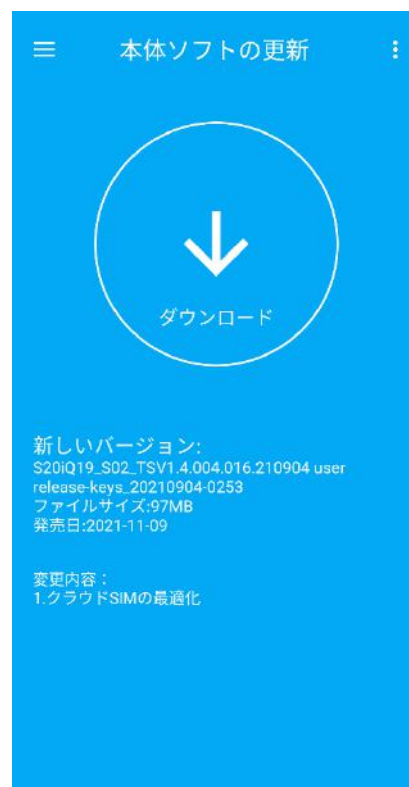 本体ソフトの更新
ダウンロード
新しいバージョン:
S20iQ19_S02_TSV1.4.004.016.210904 user
release-keys_20210904-0253
ファイルサイズ:97MB
発売日:2021-11-09
変更内容：
1.クラウドSIMの最適化